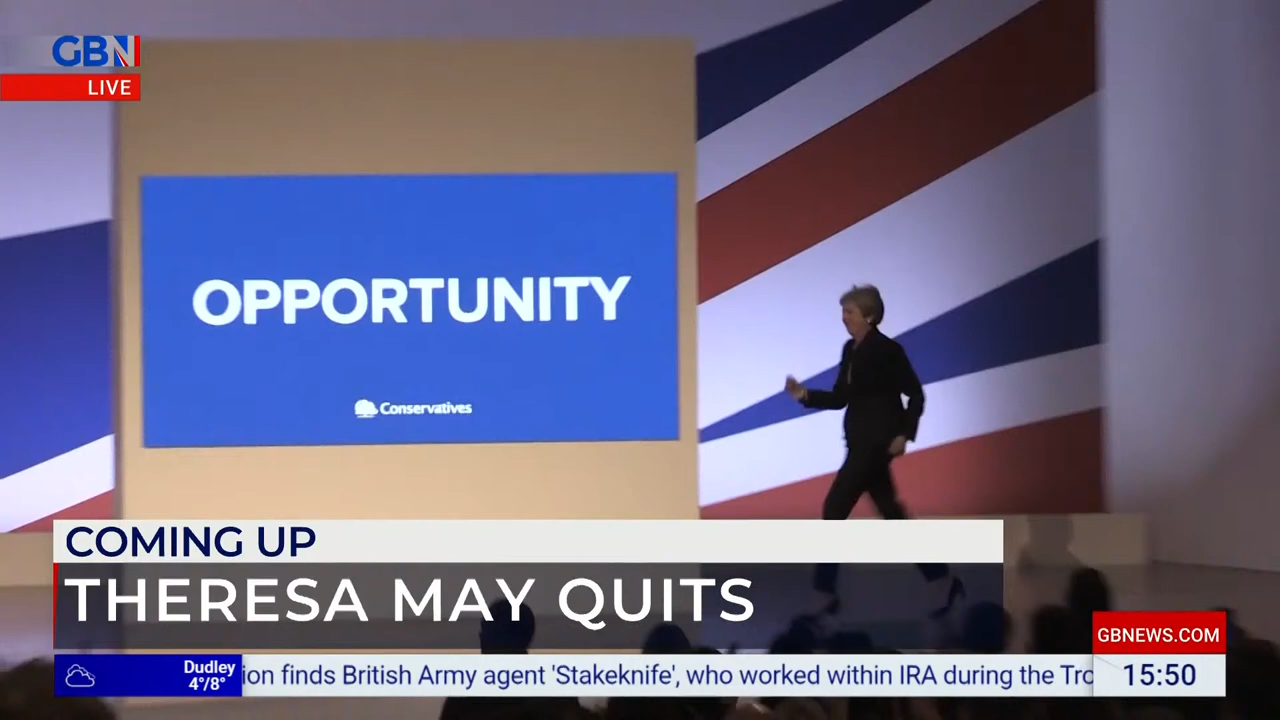 GBN
LIVE
OPPORTUNITY
Conservatives
COMING UP
THERESA MAY QUITS
GBNEWS.COM
Dudley
4°/8°
ion finds British Army agent 'Stakeknife', who worked within IRA during the Tro
15:50